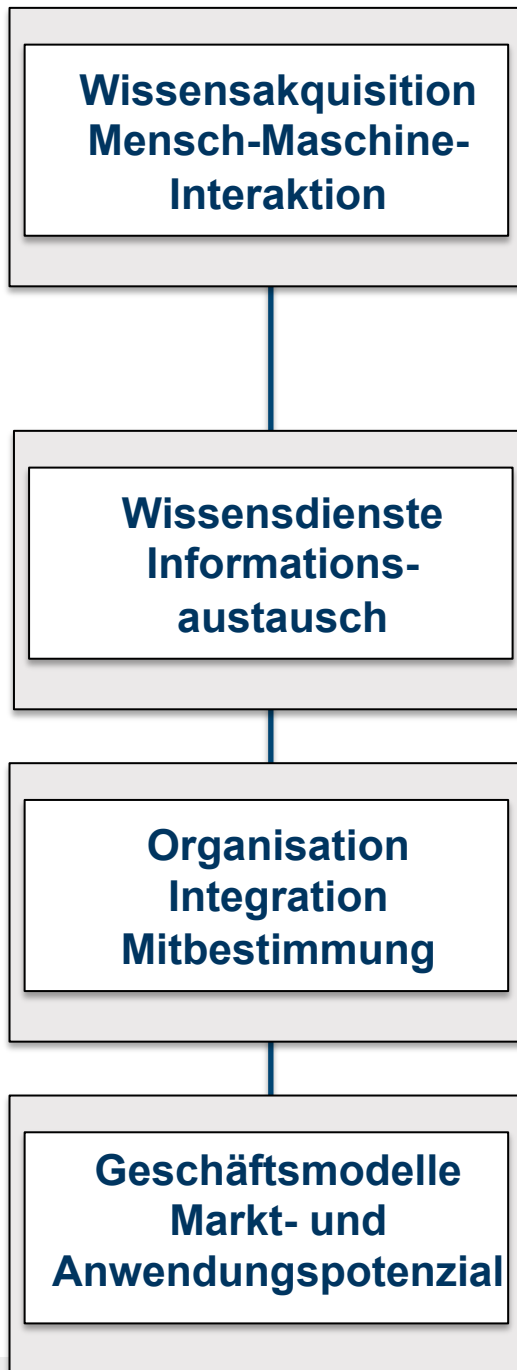 Wissensakquisition
Mensch-Maschine-
Interaktion
Wissensdienste
Informations-
austausch
Organisation
Integration
Mitbestimmung
Geschäftsmodelle
Markt- und
Anwendungspotenzial